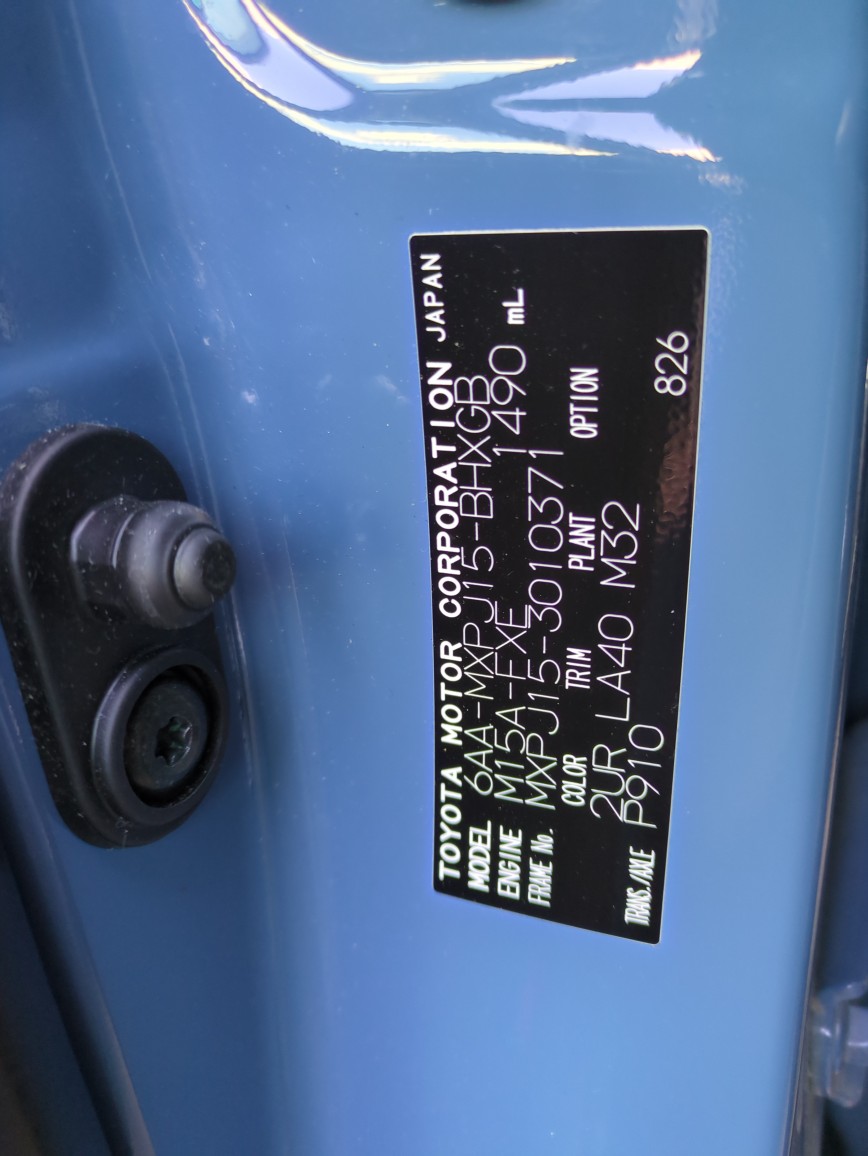 TOYOTA MOTOR CORPORATION JAPAN
MODEL 6AA-MXPJ15-BHXGB
ENGINE M15A-FXE 1490 mL
FRAME No. MXPJ15-3010371
COLOR TRIM PLANT OPTION
2UR LA40 M32
TRANS./AXLE P910 826